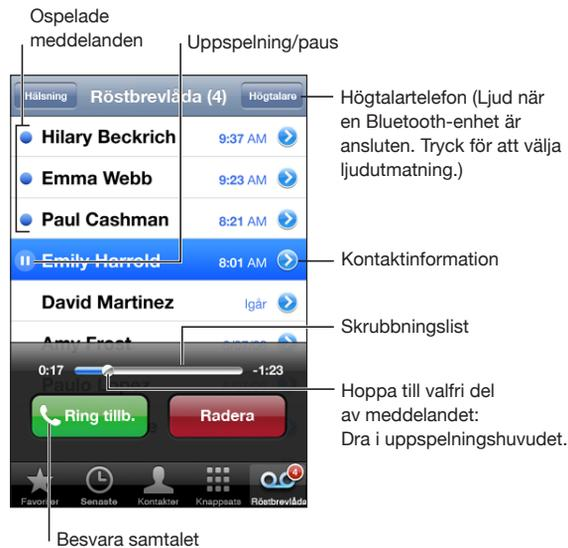 Ospelade
meddelanden
Uppspelning/paus
Hälsning
Röstbrevlåda (4)
Högtalare
Högtalartelefon (Ljud när
en Bluetooth-enhet är
ansluten. Tryck för att välja
ljudutmatning.)
Hilary Beckrich 9:37 AM
Emma Webb 9:23 AM
Paul Cashman 8:21 AM
Emily Harrold 8:01 AM
Kontaktinformation
David Martinez Igår
Skrubbningslist
Amy Frost
0:17 -1:23
Paulo Lopez
Hoppa till valfri del
av meddelandet:
Dra i uppspelningshuvudet.
Ring tillb.
Radera
Favoriter Senaste Kontakter Knappsats Röstbrevlåda
4
Besvara samtalet